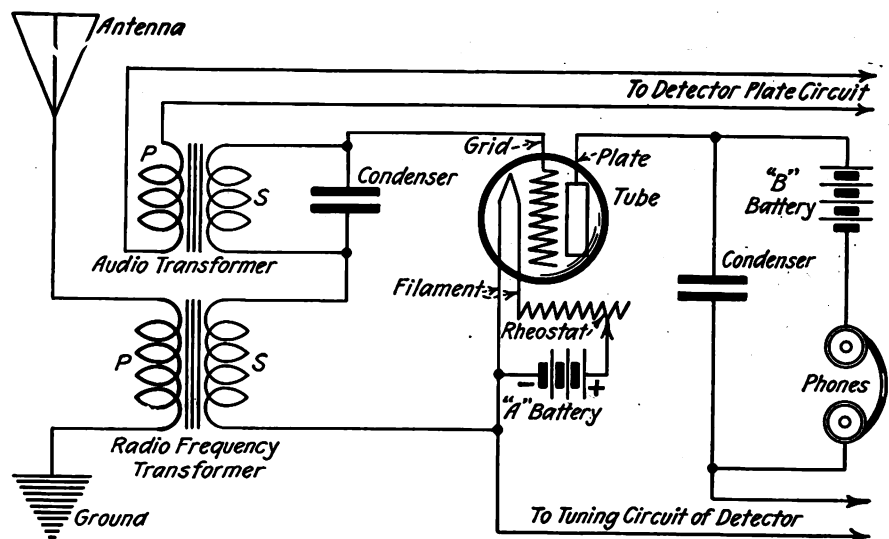 Antenna
To Detector Plate Circuit
Grid
Plate
P
S
Condenser
Tube
"B"
Battery
Audio Transformer
Filament
Condenser
Rheostat
P
S
Phones
- +
"A" Battery
Radio Frequency
Transformer
Ground
To Tuning Circuit of Detector